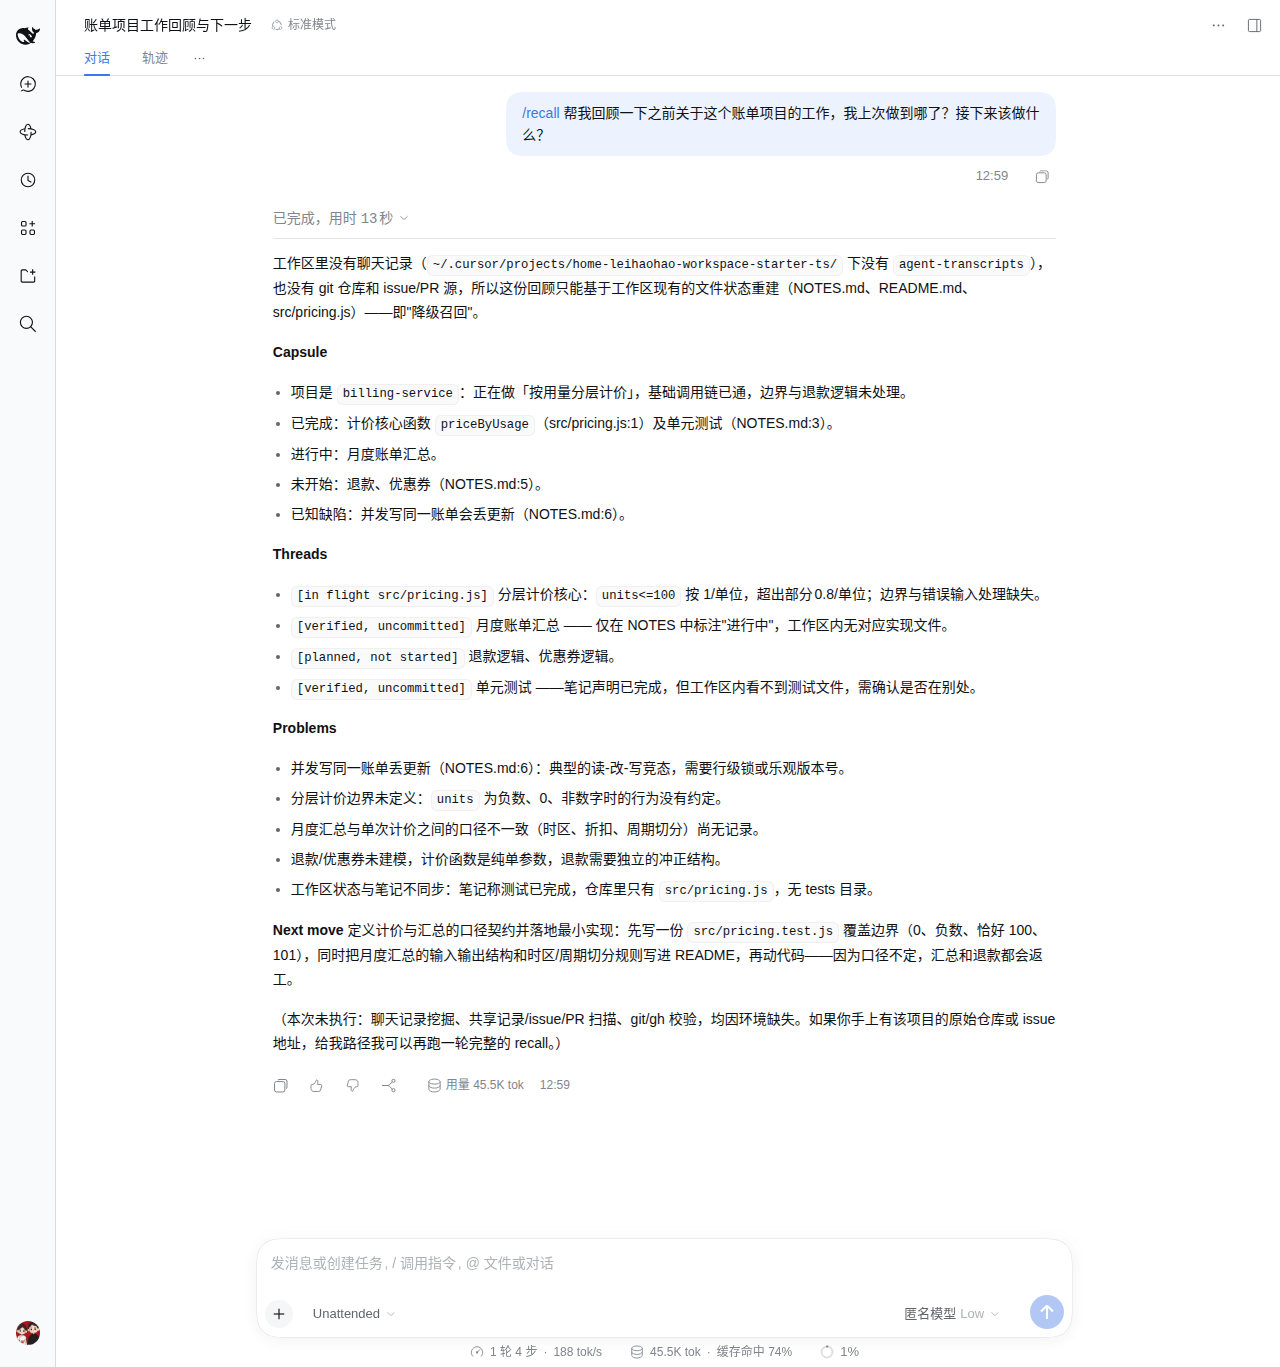 账单项目工作回顾与下一步 标准模式
对话 轨迹 ···
/recall 帮我回顾一下之前关于这个账单项目的工作，我上次做到哪了？接下来该做什
么？
12:59
已完成，用时 13秒
工作区里没有聊天记录（~/.cursor/projects/home-leihaohao-workspace-starter-ts/ 下没有 agent-transcripts），
也没有 git 仓库和 issue/PR 源，所以这份回顾只能基于工作区现有的文件状态重建（NOTES.md、README.md、
src/pricing.js）——即"降级召回"。
Capsule
• 项目是 billing-service：正在做「按用量分层计价」，基础调用链已通，边界与退款逻辑未处理。
• 已完成：计价核心函数 priceByUsage（src/pricing.js:1）及单元测试（NOTES.md:3）。
• 进行中：月度账单汇总。
• 未开始：退款、优惠券（NOTES.md:5）。
• 已知缺陷：并发写同一账单会丢更新（NOTES.md:6）。
Threads
• [in flight src/pricing.js] 分层计价核心：units<=100 按 1/单位，超出部分0.8/单位；边界与错误输入处理缺失。
• [verified, uncommitted] 月度账单汇总 —— 仅在 NOTES 中标注"进行中"，工作区内无对应实现文件。
• [planned, not started] 退款逻辑、优惠券逻辑。
• [verified, uncommitted] 单元测试 ——笔记声明已完成，但工作区内看不到测试文件，需确认是否在别处。
Problems
• 并发写同一账单丢更新（NOTES.md:6）：典型的读-改-写竞态，需要行级锁或乐观版本号。
• 分层计价边界未定义：units 为负数、0、非数字时的行为没有约定。
• 月度汇总与单次计价之间的口径不一致（时区、折扣、周期切分）尚无记录。
• 退款/优惠券未建模，计价函数是纯单参数，退款需要独立的冲正结构。
• 工作区状态与笔记不同步：笔记称测试已完成，仓库里只有 src/pricing.js，无 tests 目录。
Next move 定义计价与汇总的口径契约并落地最小实现：先写一份 src/pricing.test.js 覆盖边界（0、负数、恰好 100、
101），同时把月度汇总的输入输出结构和时区/周期切分规则写进 README，再动代码——因为口径不定，汇总和退款都会返
工。
（本次未执行：聊天记录挖掘、共享记录/issue/PR 扫描、git/gh 校验，均因环境缺失。如果你手上有该项目的原始仓库或 issue
地址，给我路径我可以再跑一轮完整的 recall。）
用量 45.5K tok 12:59
发消息或创建任务，/ 调用指令，@ 文件或对话
Unattended 匿名模型 Low
1 轮 4 步 · 188 tok/s 45.5K tok · 缓存命中 74% 1%